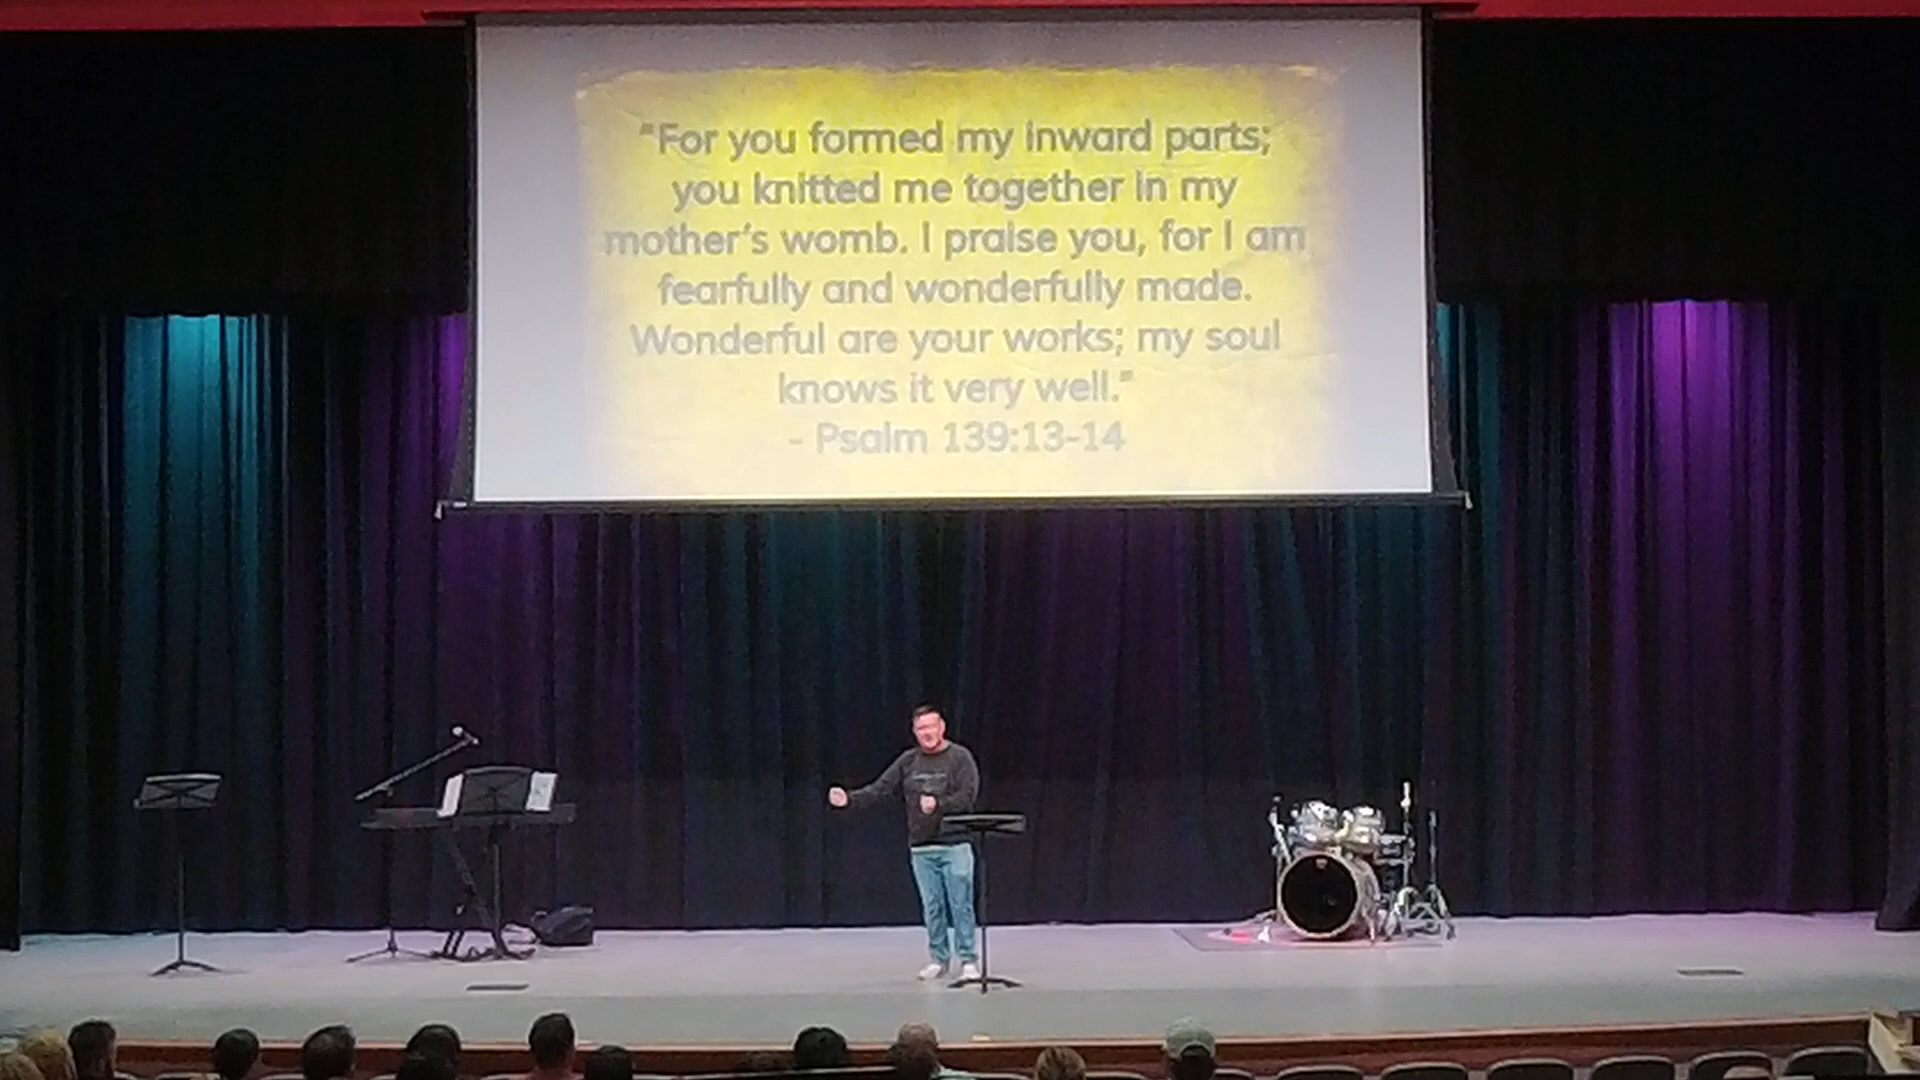 "For you formed my inward parts;
you knitted me together in my
mother's womb. I praise you, for I am
fearfully and wonderfully made.
Wonderful are your works; my soul
knows it very well."
- Psalm 139:13-14